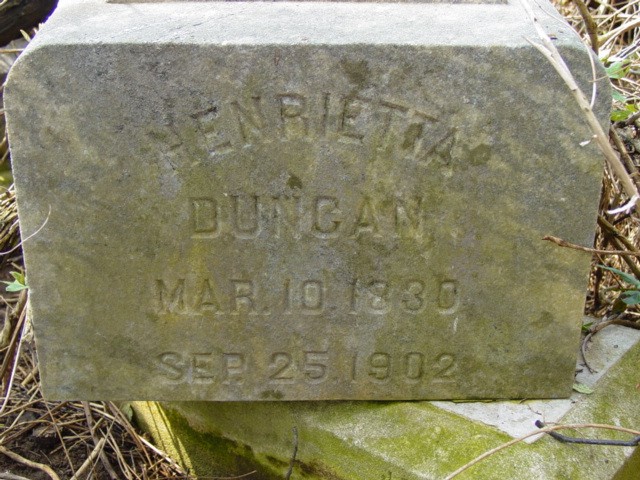 HENRIETTA
DUNCAN
MAR. 10 1830
SEP. 25 1902